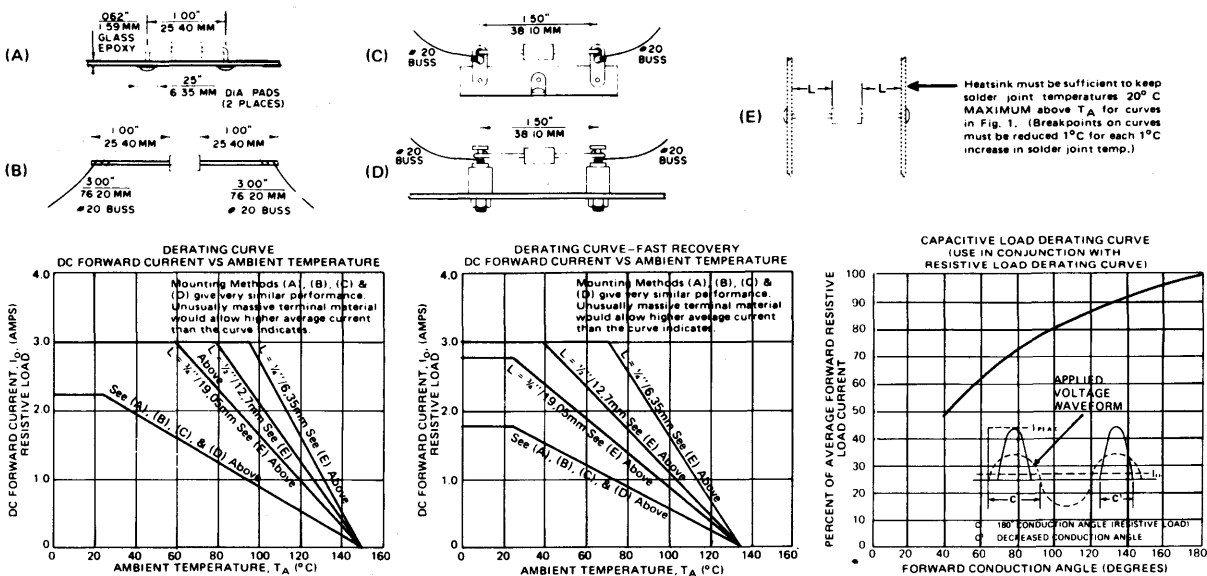 (A)
.062"
1 59 MM
GLASS
EPOXY
1 00"
25 40 MM
25"
6 35 MM
DIA PADS
(2 PLACES)
(B)
1 00"
25 40 MM
1 00"
25 40 MM
3 00"
76 20 MM
# 20 BUSS
3 00"
76 20 MM
# 20 BUSS
(C)
1 50"
38 10 MM
# 20
BUSS
# 20
BUSS
(D)
1 50"
38 10 MM
# 20
BUSS
# 20
BUSS
(E)
L
L
Heatsink must be sufficient to keep
solder joint temperatures 20° C
MAXIMUM above TA for curves
in Fig. 1. (Breakpoints on curves
must be reduced 1°C for each 1°C
increase in solder joint temp.)
DERATING CURVE
DC FORWARD CURRENT VS AMBIENT TEMPERATURE
Mounting Methods (A), (B), (C) &
(D) give very similar performance.
Unusually massive terminal material
would allow higher average current
than the curve indicates.
L = ¼"/6.35mm See (E) Above
L = ½"/12.7mm See (E)
Above
L = ¾"/19.05mm See (E) Above
See (A), (B), (C), & (D) Above
4.0
3.0
2.0
1.0
0
0 20 40 60 80 100 120 140 160
DC FORWARD CURRENT, Io, (AMPS)
RESISTIVE LOAD
AMBIENT TEMPERATURE, TA (°C)
DERATING CURVE—FAST RECOVERY
DC FORWARD CURRENT VS AMBIENT TEMPERATURE
Mounting Methods (A), (B), (C) &
(D) give very similar performance.
Unusually massive terminal material
would allow higher average current
than the curve indicates.
L = ¼"/6.35mm See (E) Above
L = ½"/12.7mm See (E) Above
L = ¾"/19.05mm See (E) Above
See (A), (B), (C), & (D) Above
4.0
3.0
2.0
1.0
0
0 20 40 60 80 100 120 140 160
DC FORWARD CURRENT, Io, (AMPS)
RESISTIVE LOAD
AMBIENT TEMPERATURE, TA (°C)
CAPACITIVE LOAD DERATING CURVE
(USE IN CONJUNCTION WITH
RESISTIVE LOAD DERATING CURVE)
100
90
80
70
60
50
40
30
20
10
0
APPLIED
VOLTAGE
WAVEFORM
I PEAK
C
C'
180° CONDUCTION ANGLE (RESISTIVE LOAD)
DECREASED CONDUCTION ANGLE
0 20 40 60 80 100 120 140 160 180
PERCENT OF AVERAGE FORWARD RESISTIVE
LOAD CURRENT
FORWARD CONDUCTION ANGLE (DEGREES)